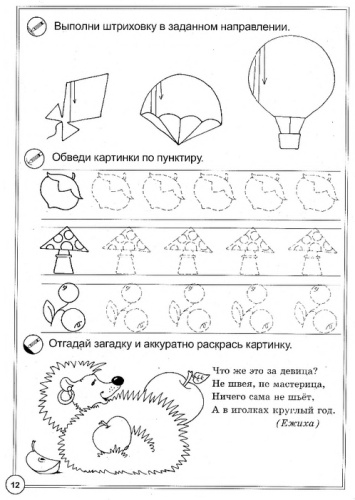 Выполни штриховку в заданном направлении.
Обведи картинки по пунктиру.
Отгадай загадку и аккуратно раскрась картинку.
Что же это за девица?
Не швея, не мастерица,
Ничего сама не шьёт,
А в иголках круглый год.
(Ежиха)
12